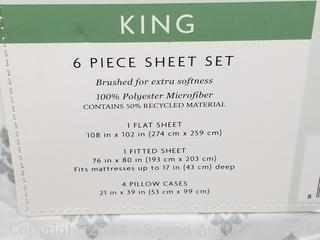 KING
6 PIECE SHEET SET
Brushed for extra softness
100% Polyester Microfiber
CONTAINS 50% RECYCLED MATERIAL
1 FLAT SHEET
108 in x 102 in (274 cm x 259 cm)
1 FITTED SHEET
76 in x 80 in (193 cm x 203 cm)
Fits mattresses up to 17 in (43 cm) deep
4 PILLOW CASES
21 in x 39 in (53 cm x 99 cm)
8